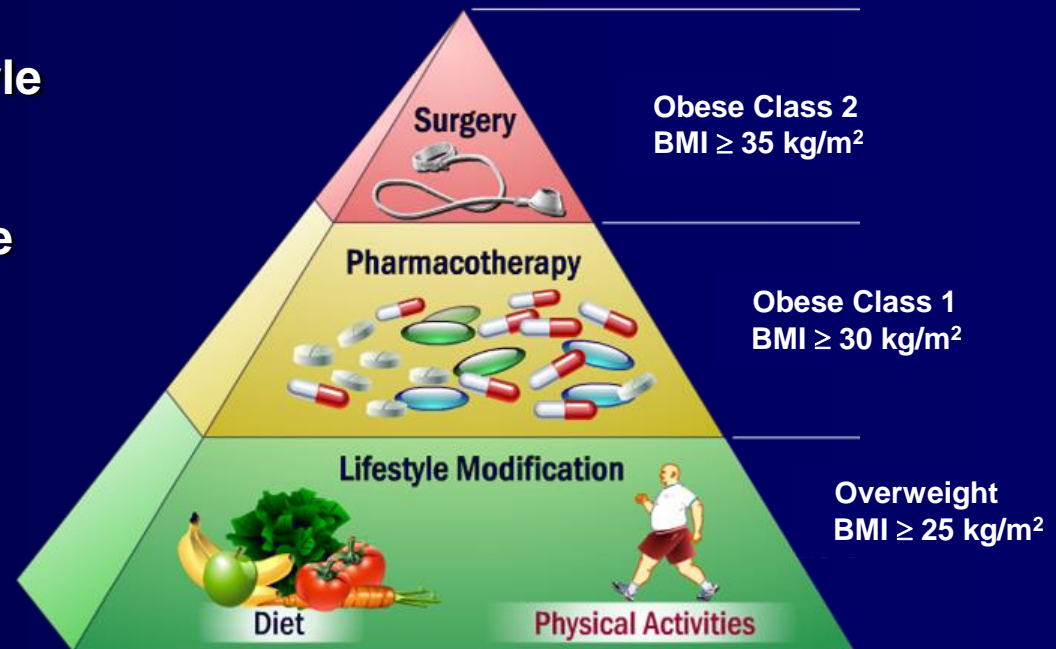 le
e
Surgery
Obese Class 2
BMI ≥ 35 kg/m²
Pharmacotherapy
Obese Class 1
BMI ≥ 30 kg/m²
Lifestyle Modification
Overweight
BMI ≥ 25 kg/m²
Diet
Physical Activities